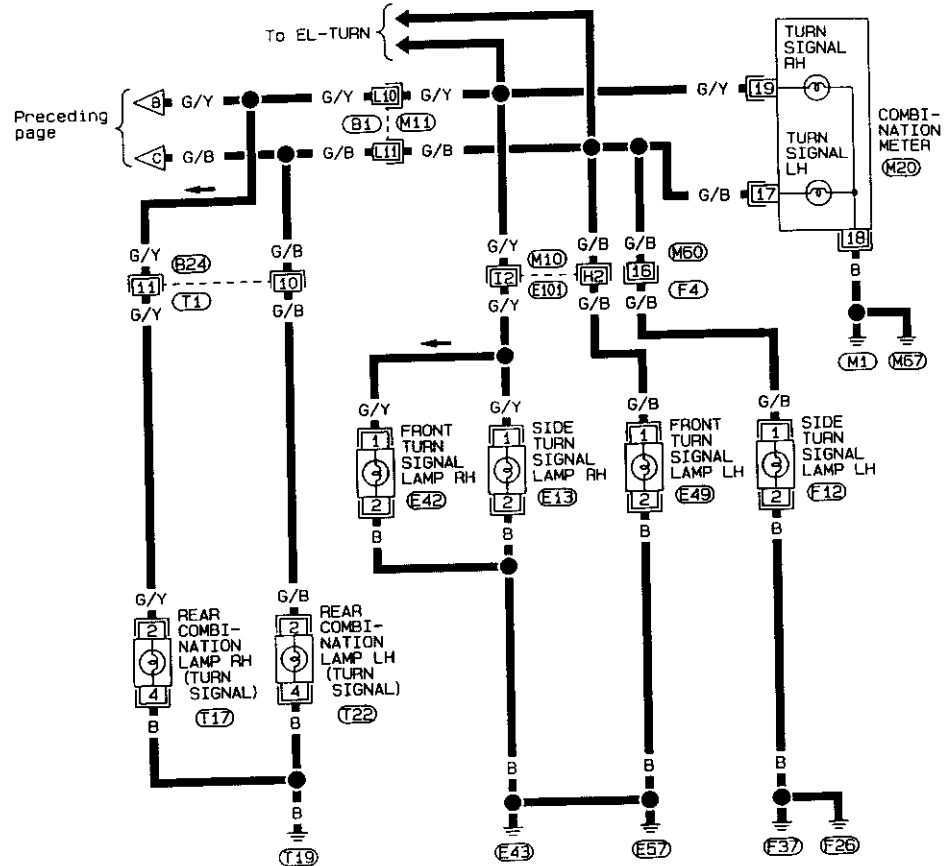 To EL-TURN
TURN
SIGNAL
RH
Preceding
page
B
G/Y
G/Y
L10
G/Y
G/Y
19
B1
M11
COMBI-
NATION
METER
M20
TURN
SIGNAL
LH
C
G/B
G/B
L11
G/B
G/B
17
18
G/Y
B24
G/B
G/Y
M10
G/B
G/B
M60
B
11
10
I2
H2
16
T1
E101
F4
G/Y
G/B
G/Y
G/B
G/B
M1
M67
G/Y
G/Y
G/B
G/B
1
FRONT
TURN
SIGNAL
LAMP RH
E42
2
B
1
SIDE
TURN
SIGNAL
LAMP RH
E13
2
B
1
FRONT
TURN
SIGNAL
LAMP LH
E49
2
B
1
SIDE
TURN
SIGNAL
LAMP LH
F12
2
B
G/Y
G/B
2
REAR
COMBI-
NATION
LAMP RH
(TURN
SIGNAL)
T17
4
B
2
REAR
COMBI-
NATION
LAMP LH
(TURN
SIGNAL)
T22
4
B
B
B
B
B
T19
E43
E57
F37
F26